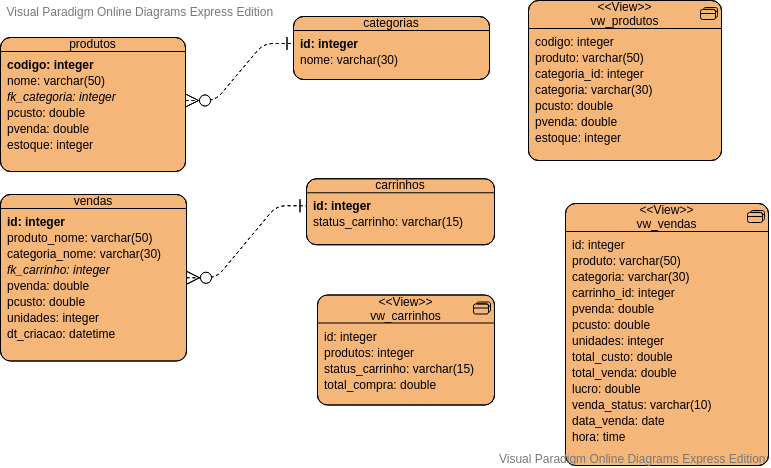 Visual Paradigm Online Diagrams Express Edition
produtos
codigo: integer
nome: varchar(50)
fk_categoria: integer
pcusto: double
pvenda: double
estoque: integer
categorias
id: integer
nome: varchar(30)
<<View>>
vw_produtos
codigo: integer
produto: varchar(50)
categoria_id: integer
categoria: varchar(30)
pcusto: double
pvenda: double
estoque: integer
vendas
id: integer
produto_nome: varchar(50)
categoria_nome: varchar(30)
fk_carrinho: integer
pvenda: double
pcusto: double
unidades: integer
dt_criacao: datetime
carrinhos
id: integer
status_carrinho: varchar(15)
<<View>>
vw_carrinhos
id: integer
produtos: integer
status_carrinho: varchar(15)
total_compra: double
<<View>>
vw_vendas
id: integer
produto: varchar(50)
categoria: varchar(30)
carrinho_id: integer
pvenda: double
pcusto: double
unidades: integer
total_custo: double
total_venda: double
lucro: double
venda_status: varchar(10)
data_venda: date
hora: time
Visual Paradigm Online Diagrams Express Edition